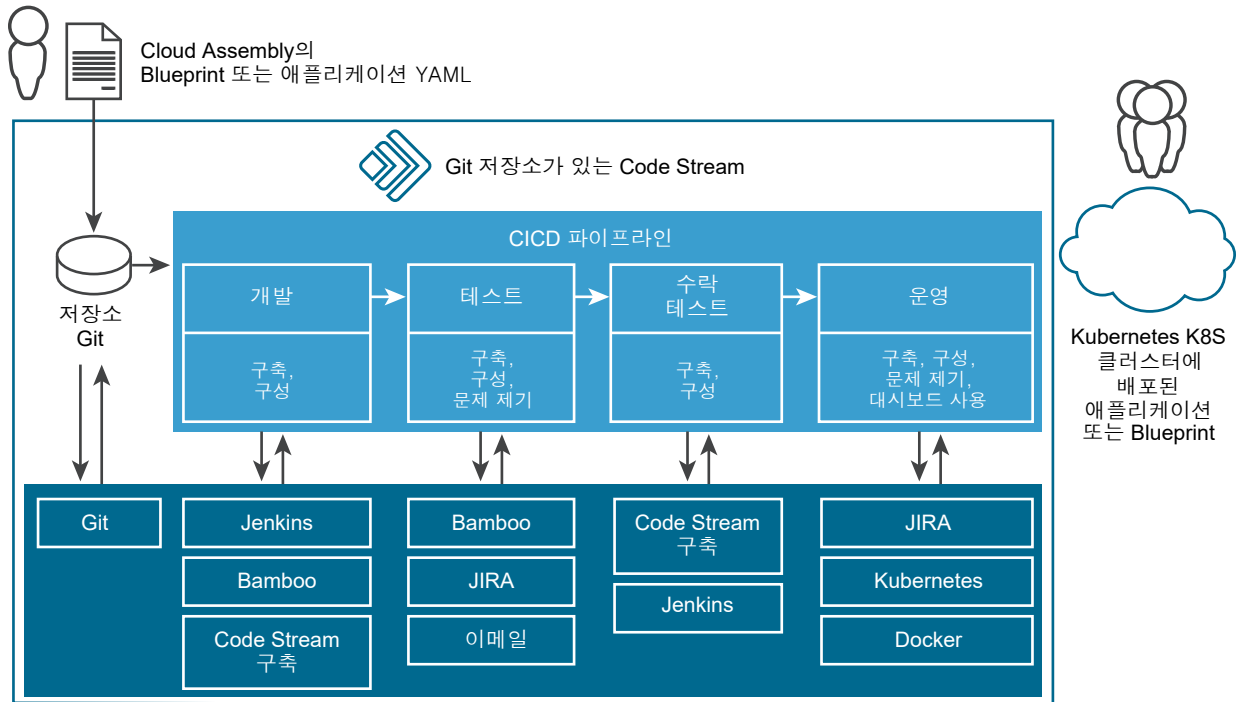 Cloud Assembly의
Blueprint 또는 애플리케이션 YAML
Git 저장소가 있는 Code Stream
CICD 파이프라인
저장소
Git
개발
구축,
구성
테스트
구축,
구성,
문제 제기
수락
테스트
구축,
구성
운영
구축, 구성,
문제 제기,
대시보드 사용
Kubernetes K8S
클러스터에
배포된
애플리케이션
또는 Blueprint
Git
Jenkins
Bamboo
Code Stream
구축
Bamboo
JIRA
이메일
Code Stream
구축
Jenkins
JIRA
Kubernetes
Docker